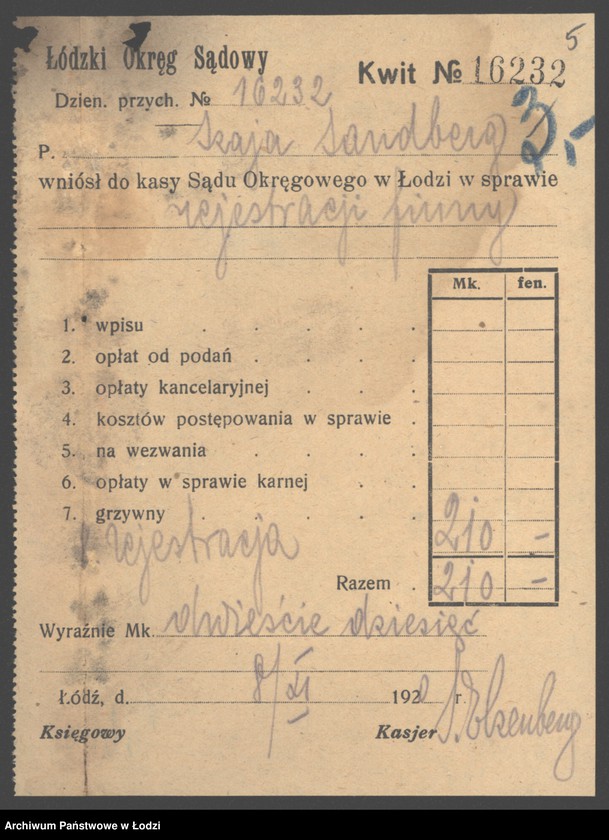 5
Łódzki Okręg Sądowy
Kwit № 16232
Dzien. przych. № 16232
P. Szaja Sandberg
wniósł do kasy Sądu Okręgowego w Łodzi w sprawie
rejestracji firmy
Mk. fen.
1. wpisu
2. opłat od podań
3. opłaty kancelaryjnej
4. kosztów postępowania w sprawie
5. na wezwania
6. opłaty w sprawie karnej
7. grzywny
rejestracja 210 -
Razem 210 -
Wyraźnie Mk. dwieście dziesięć
Łódź, d. 8/XI 1920 r.
Księgowy Kasjer S. Elzenberg
Archiwum Państwowe w Łodzi